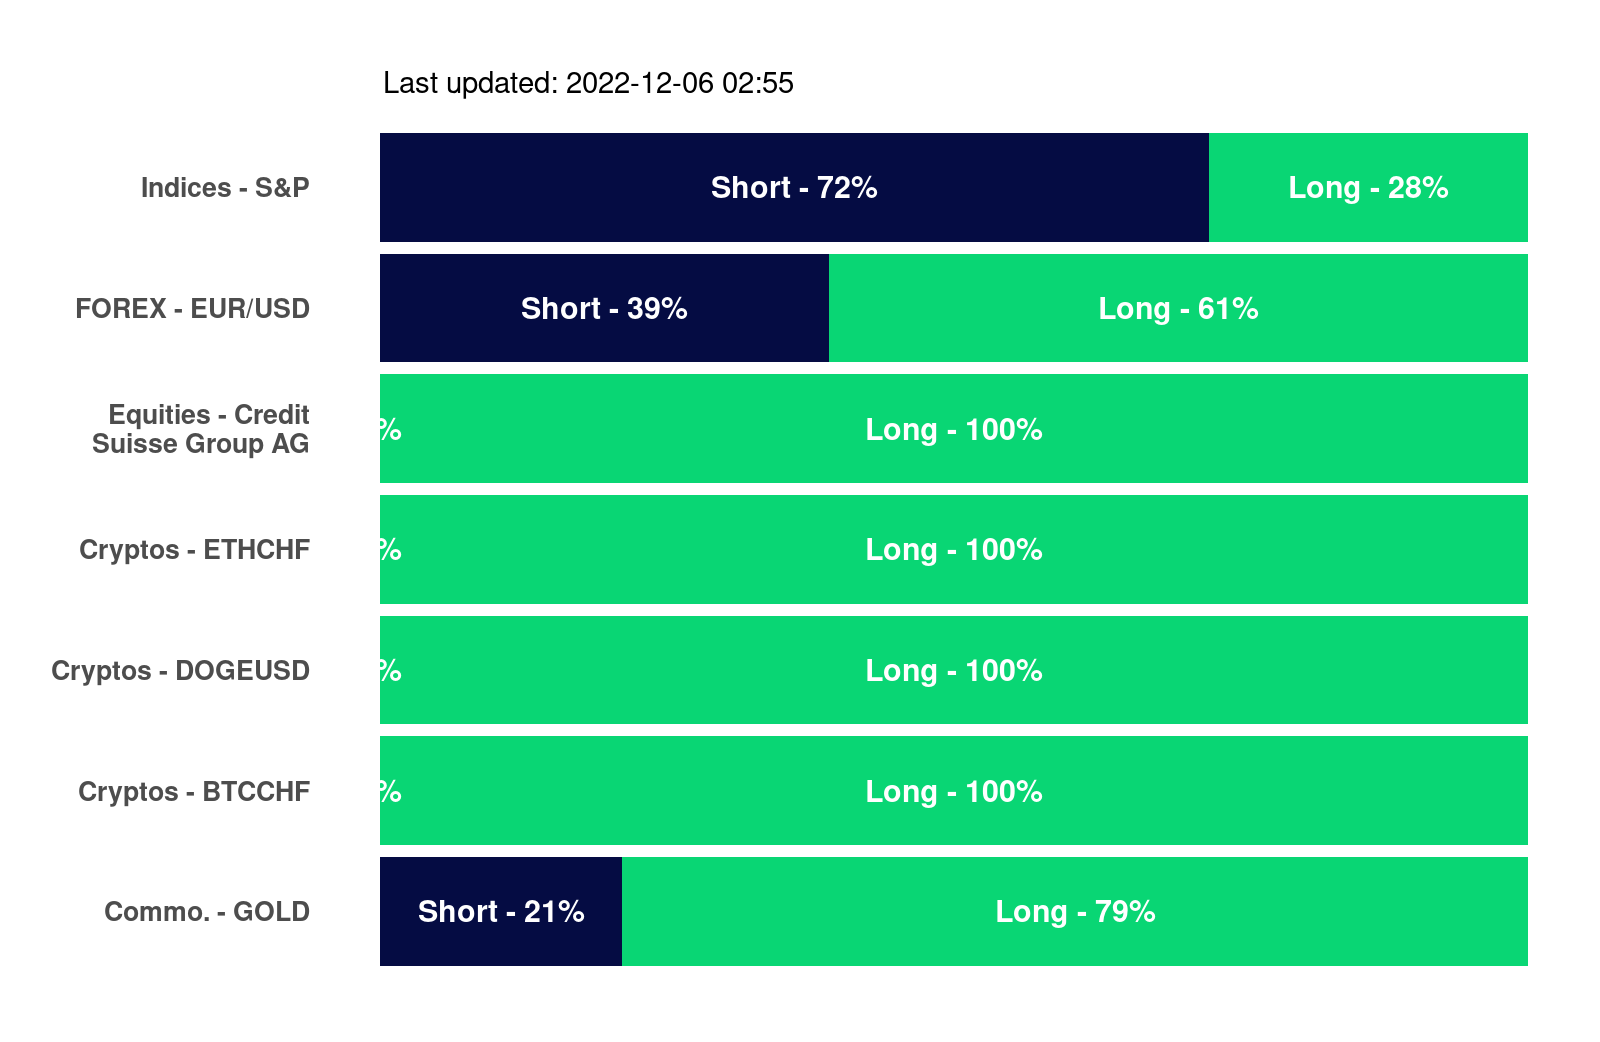 Last updated: 2022-12-06 02:55
Indices - S&P
Short - 72%
Long - 28%
FOREX - EUR/USD
Short - 39%
Long - 61%
Equities - Credit
Suisse Group AG
%
Long - 100%
Cryptos - ETHCHF
%
Long - 100%
Cryptos - DOGEUSD
%
Long - 100%
Cryptos - BTCCHF
%
Long - 100%
Commo. - GOLD
Short - 21%
Long - 79%